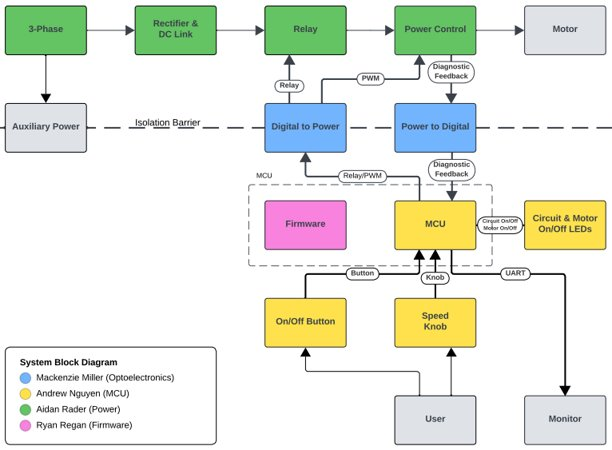 3-Phase
Rectifier &
DC Link
Relay
Power Control
Motor
Diagnostic
Feedback
Relay
PWM
Auxiliary Power
Isolation Barrier
Digital to Power
Power to Digital
Diagnostic
Feedback
MCU
Relay/PWM
Firmware
MCU
Circuit On/Off
Motor On/Off
Circuit & Motor
On/Off LEDs
Button
Knob
UART
On/Off Button
Speed
Knob
System Block Diagram
Mackenzie Miller (Optoelectronics)
Andrew Nguyen (MCU)
Aidan Rader (Power)
Ryan Regan (Firmware)
User
Monitor